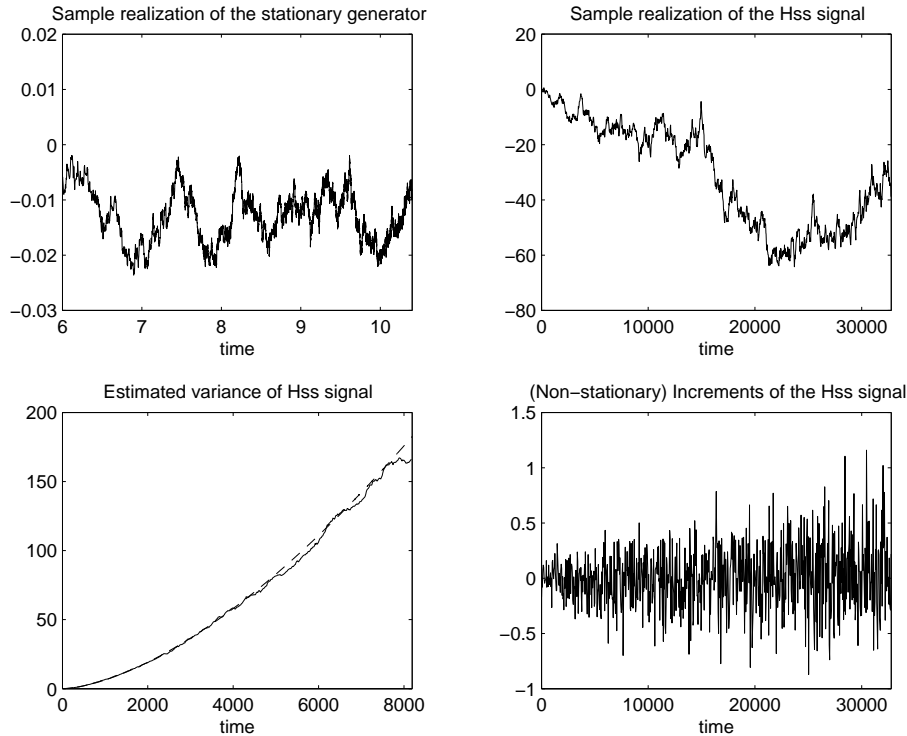 Sample realization of the stationary generator
0.02
0.01
0
−0.01
−0.02
−0.03
6 7 8 9 10
time
Sample realization of the Hss signal
20
0
−20
−40
−60
−80
0 10000 20000 30000
time
Estimated variance of Hss signal
200
150
100
50
0
0 2000 4000 6000 8000
time
(Non−stationary) Increments of the Hss signal
1.5
1
0.5
0
−0.5
−1
0 10000 20000 30000
time